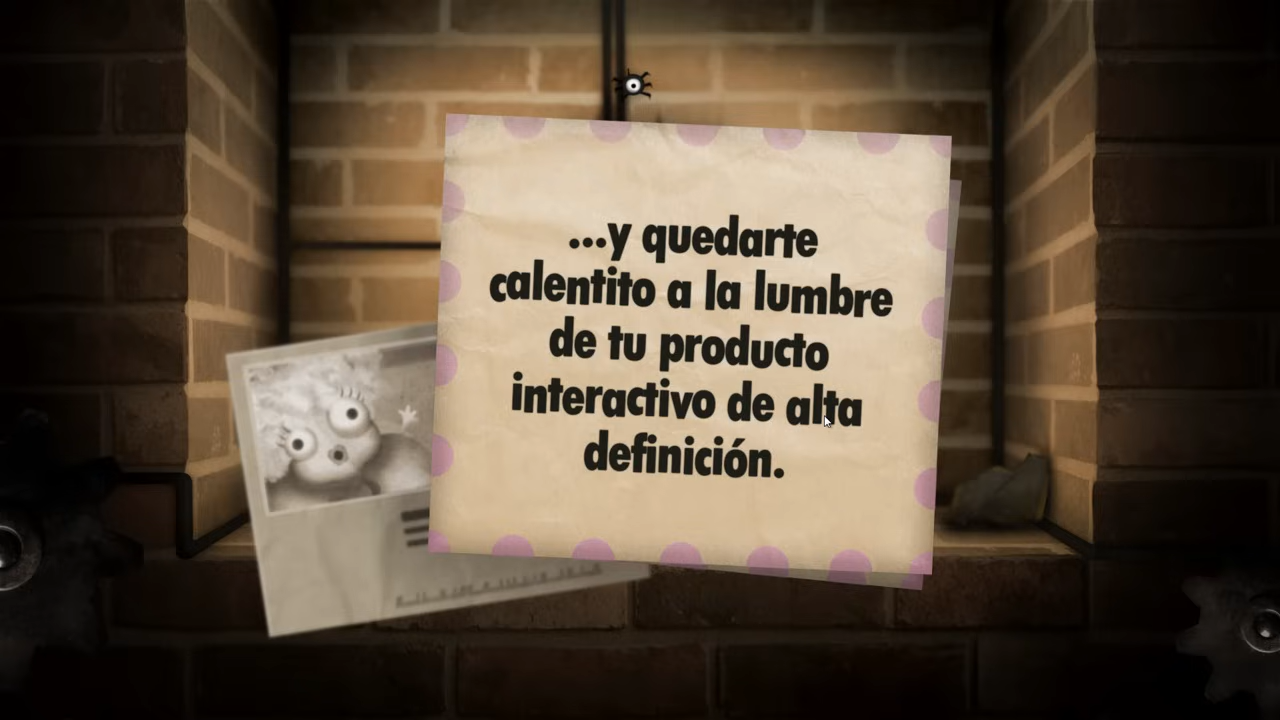 ...y quedarte
calentito a la lumbre
de tu producto
interactivo de alta
definición.